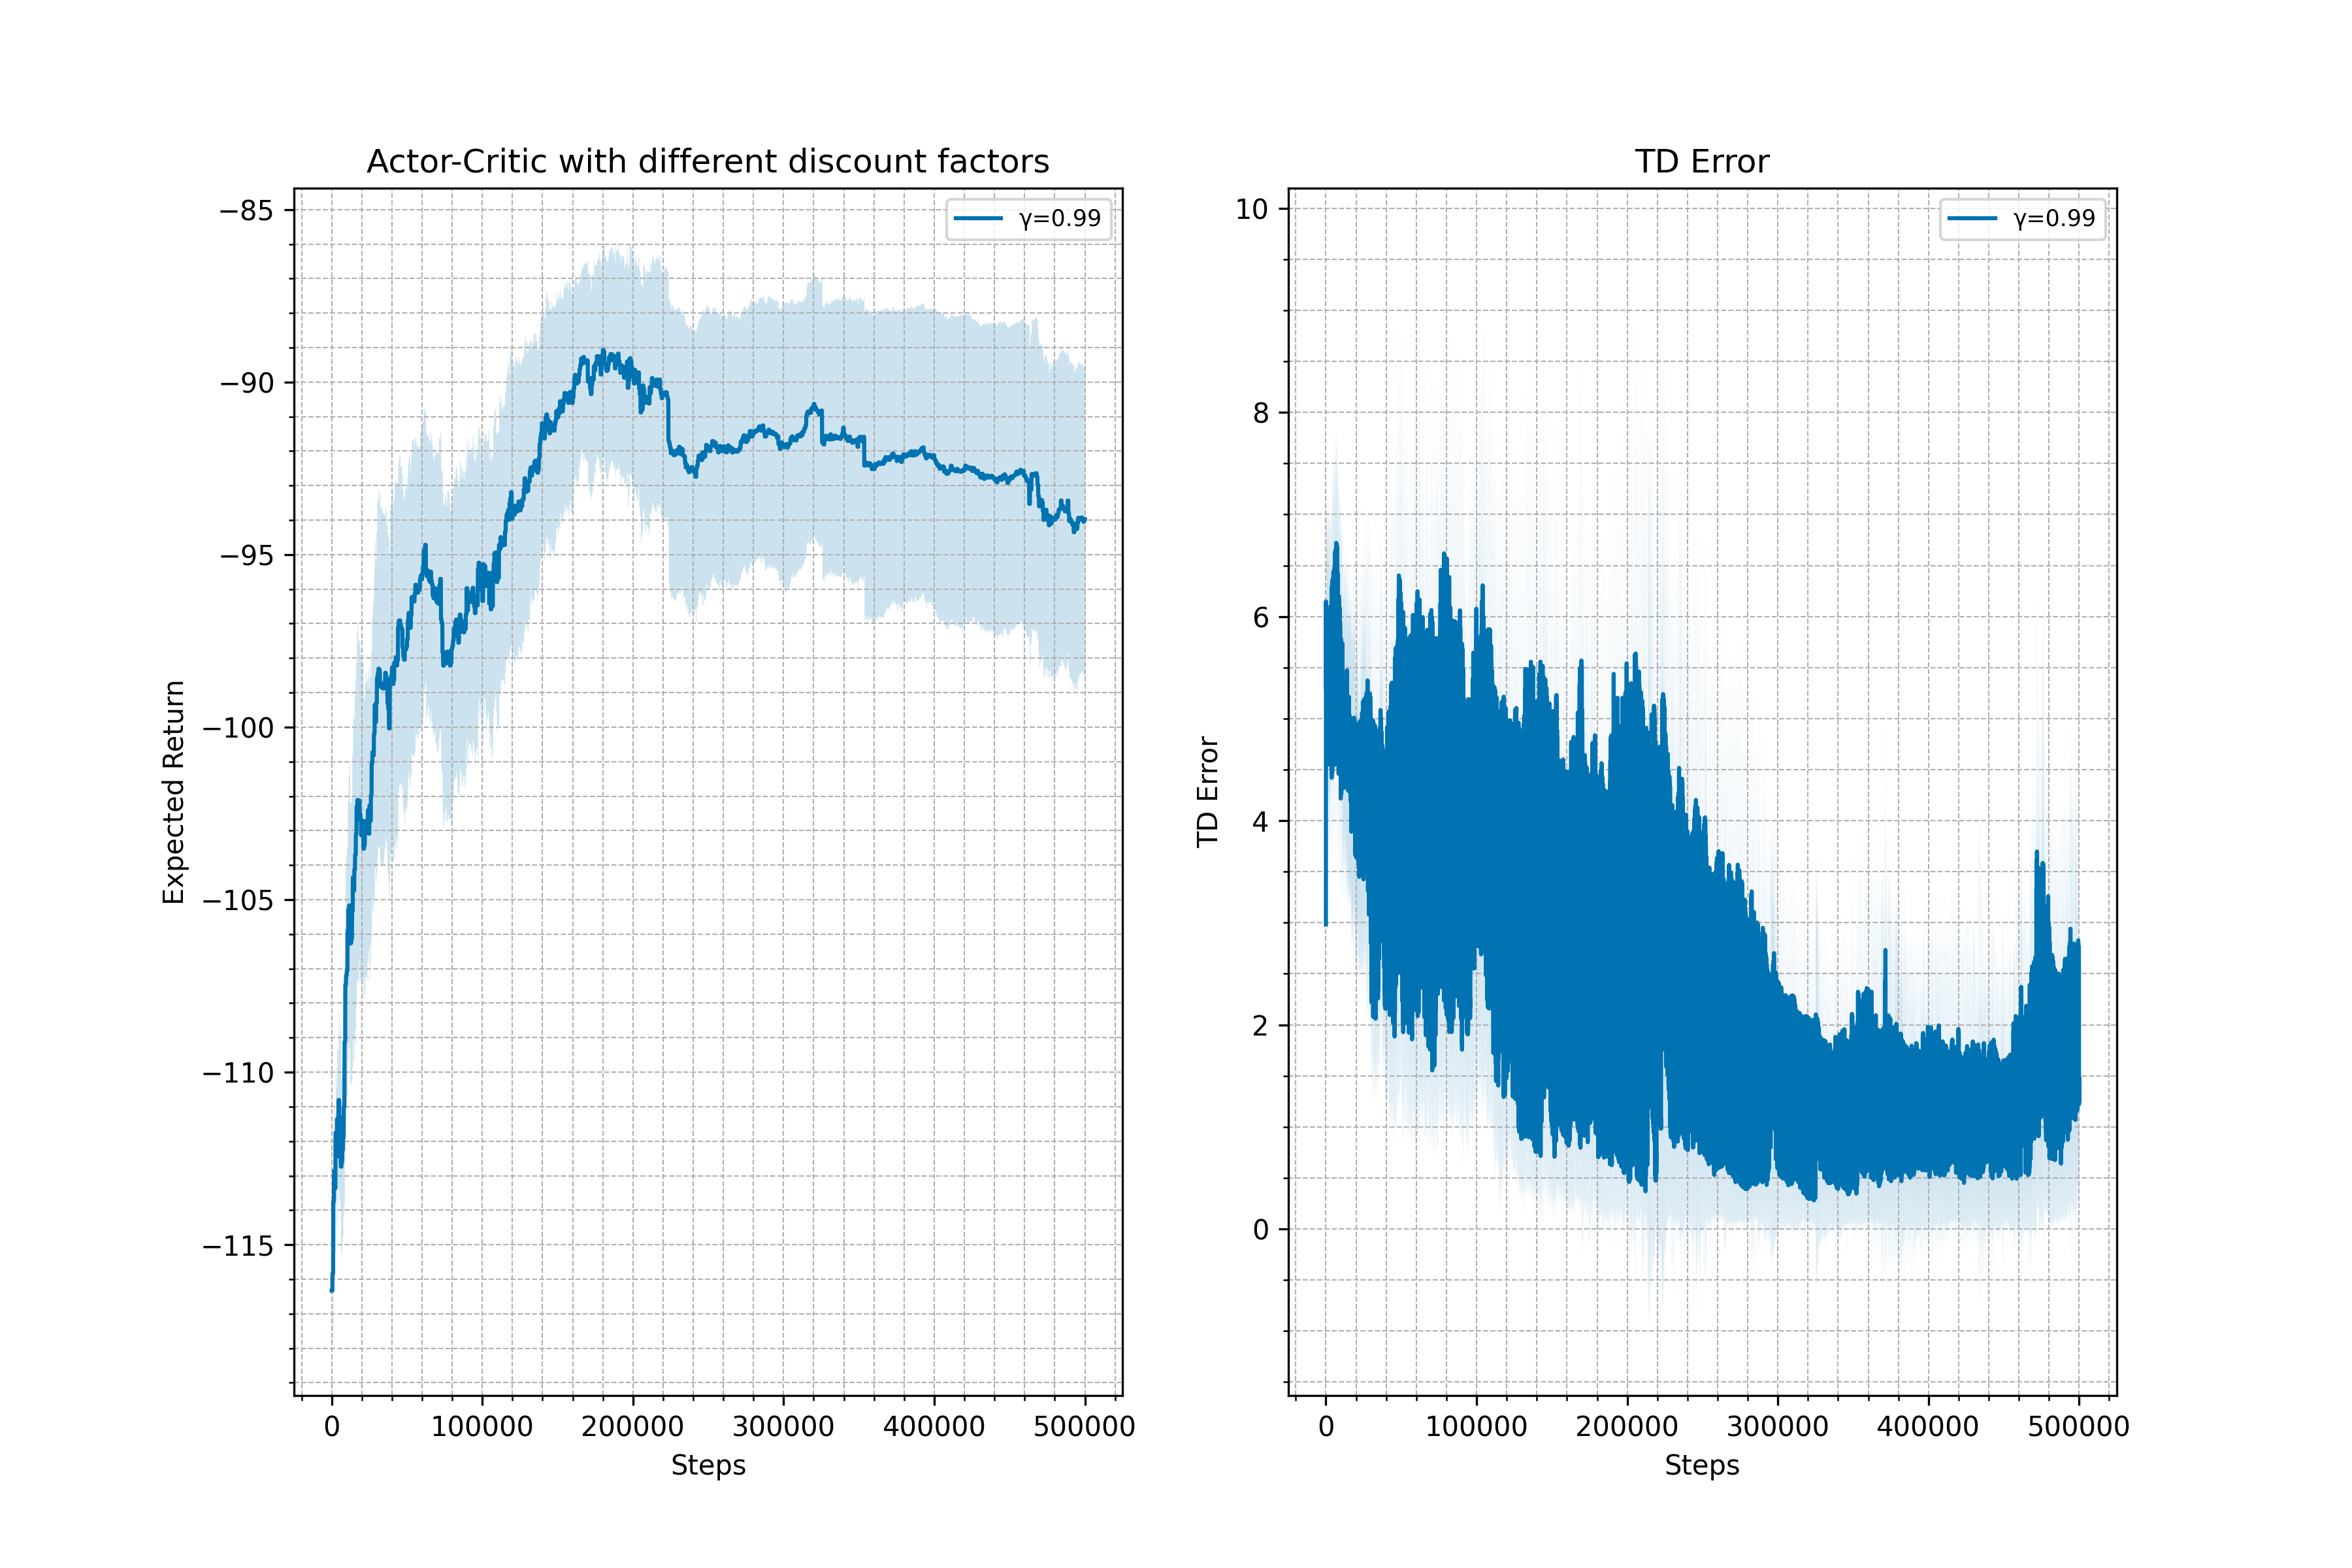 Actor-Critic with different discount factors
γ=0.99
−85
−90
−95
−100
−105
−110
−115
Expected Return
0 100000 200000 300000 400000 500000
Steps
TD Error
γ=0.99
10
8
6
4
2
0
TD Error
0 100000 200000 300000 400000 500000
Steps